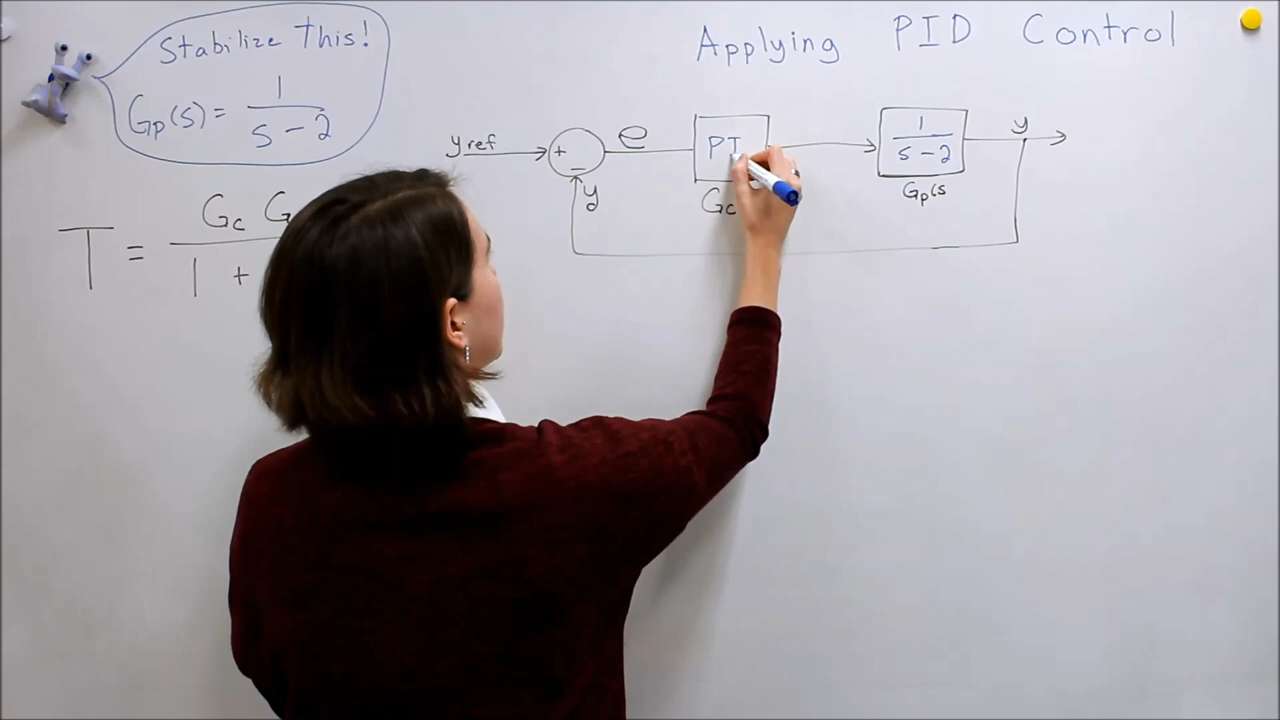 Stabilize This!
Gp(s) = 1 / s - 2
Applying PID Control
yref
+
-
e
y
PI
Gc
1 / s - 2
Gp(s
y
T = Gc G / 1 +